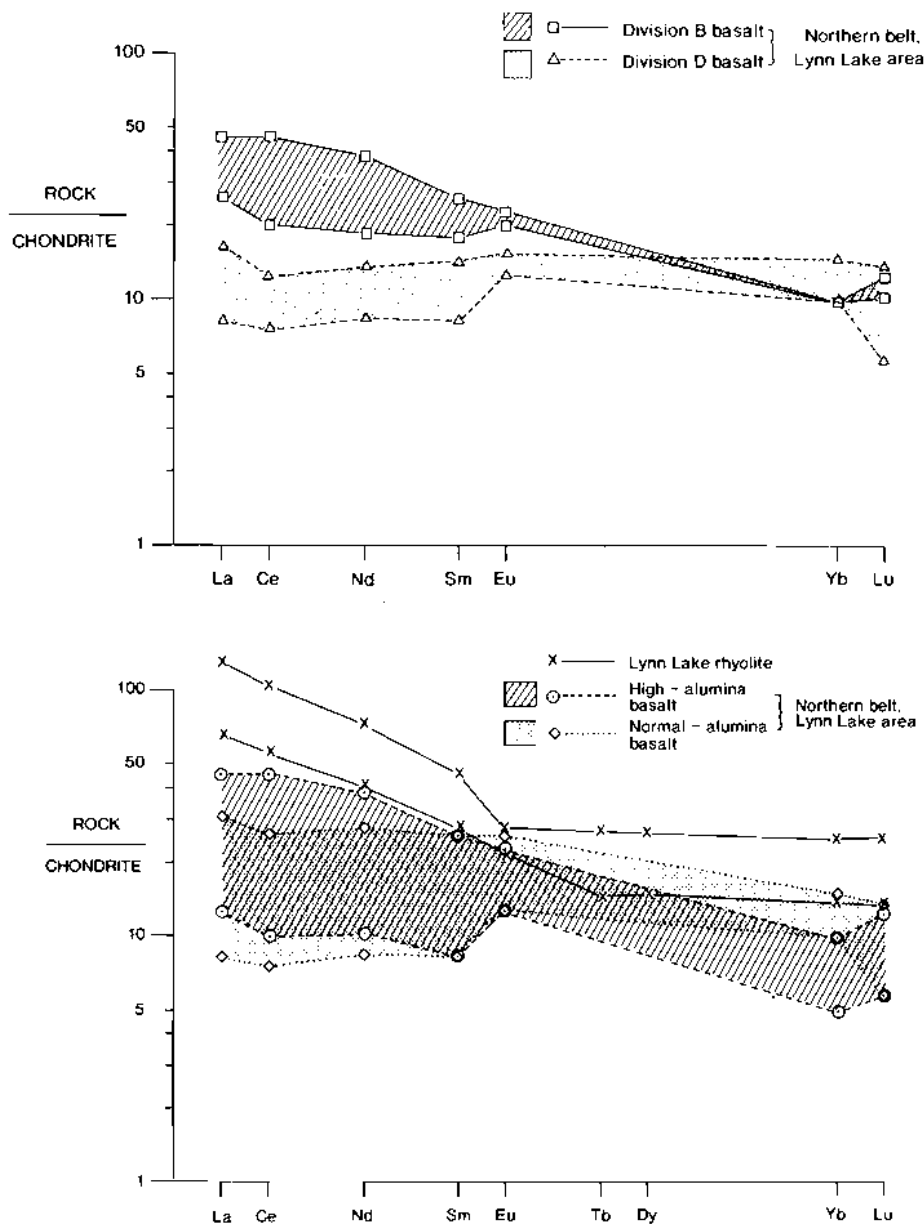 100
50
10
5
1
ROCK
CHONDRITE
Division B basalt
Division D basalt
Northern belt,
Lynn Lake area
La Ce Nd Sm Eu Yb Lu
Lynn Lake rhyolite
High - alumina
basalt
Normal - alumina
basalt
Northern belt,
Lynn Lake area
100
50
10
5
1
ROCK
CHONDRITE
La Ce Nd Sm Eu Tb Dy Yb Lu